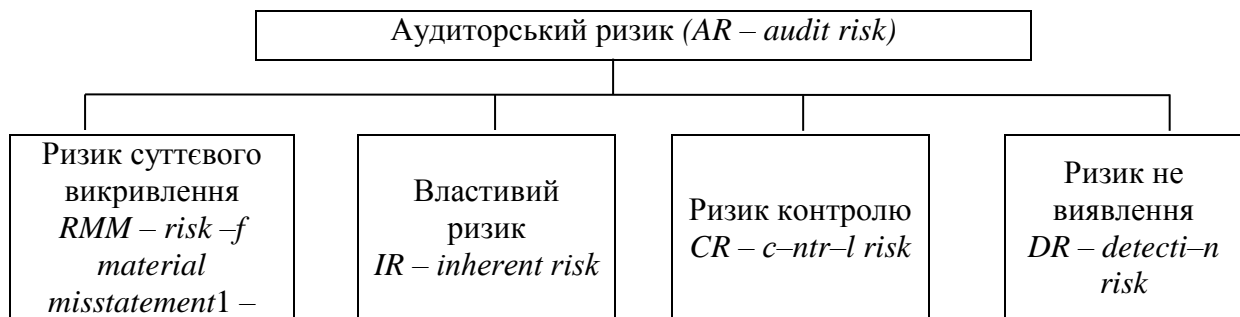 Аудиторський ризик (AR – audit risk)
Ризик суттєвого
викривлення
RMM – risk –f
material
misstatement1 –
Властивий
ризик
IR – inherent risk
Ризик контролю
CR – c–ntr–l risk
Ризик не
виявлення
DR – detecti–n
risk